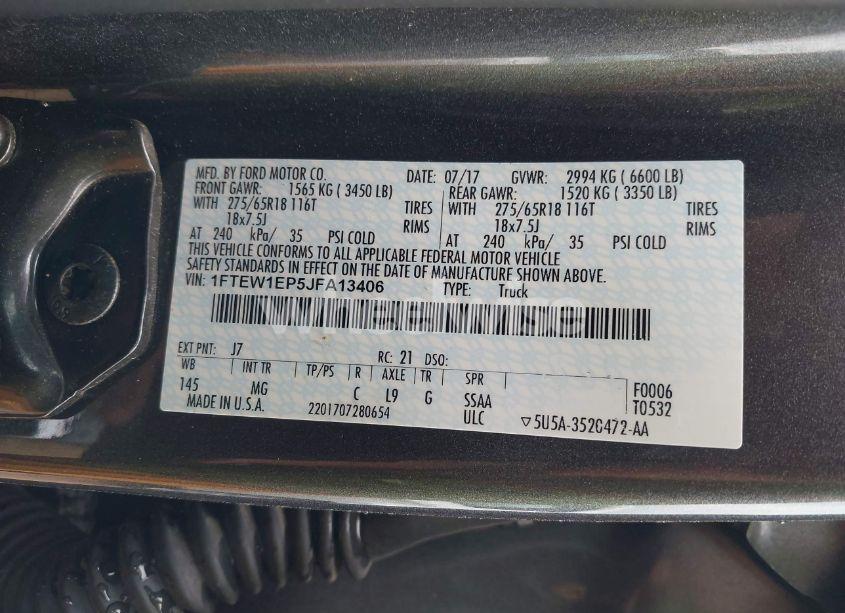 MFD. BY FORD MOTOR CO. DATE: 07/17 GVWR: 2994 KG ( 6600 LB)
FRONT GAWR: 1565 KG ( 3450 LB) REAR GAWR: 1520 KG ( 3350 LB)
WITH 275/65R18 116T TIRES WITH 275/65R18 116T TIRES
18x7.5J RIMS 18x7.5J RIMS
AT 240 kPa/ 35 PSI COLD AT 240 kPa/ 35 PSI COLD
THIS VEHICLE CONFORMS TO ALL APPLICABLE FEDERAL MOTOR VEHICLE
SAFETY STANDARDS IN EFFECT ON THE DATE OF MANUFACTURE SHOWN ABOVE.
VIN: 1FTEW1EP5JFA13406 TYPE: Truck
EXT PNT: J7 RC: 21 DSO:
WB INT TR TP/PS R AXLE TR SPR
145 MG C L9 G SSAA F0006
MADE IN U.S.A. 2201707280654 ULC T0532
▽5U5A-3520472-AA